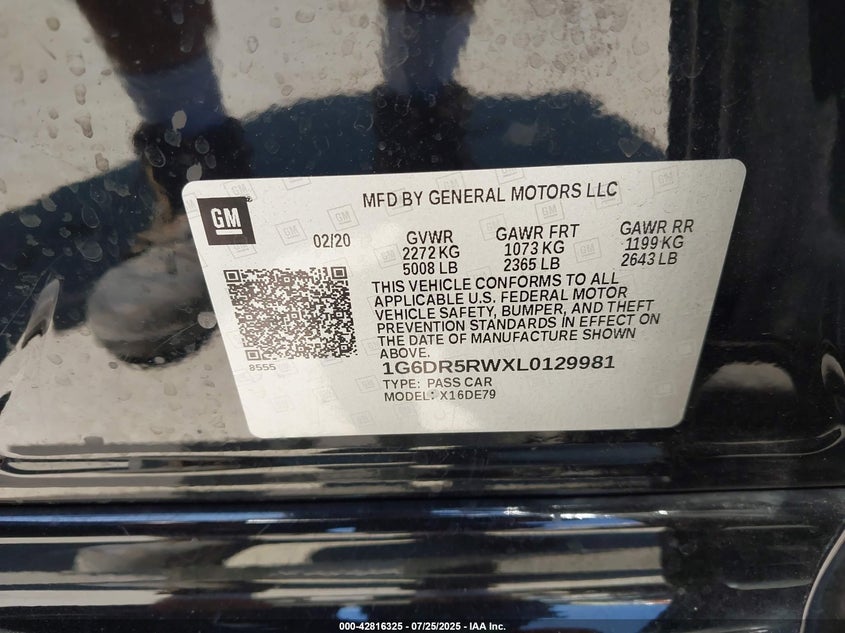 MFD BY GENERAL MOTORS LLC
GM
02/20
GVWR GAWR FRT GAWR RR
2272 KG 1073 KG 1199 KG
5008 LB 2365 LB 2643 LB
THIS VEHICLE CONFORMS TO ALL
APPLICABLE U.S. FEDERAL MOTOR
VEHICLE SAFETY, BUMPER, AND THEFT
PREVENTION STANDARDS IN EFFECT ON
THE DATE OF MANUFACTURE SHOWN
ABOVE.
8555
1G6DR5RWXL0129981
TYPE: PASS CAR
MODEL: X16DE79
000-42816325 - 07/25/2025 - IAA Inc.